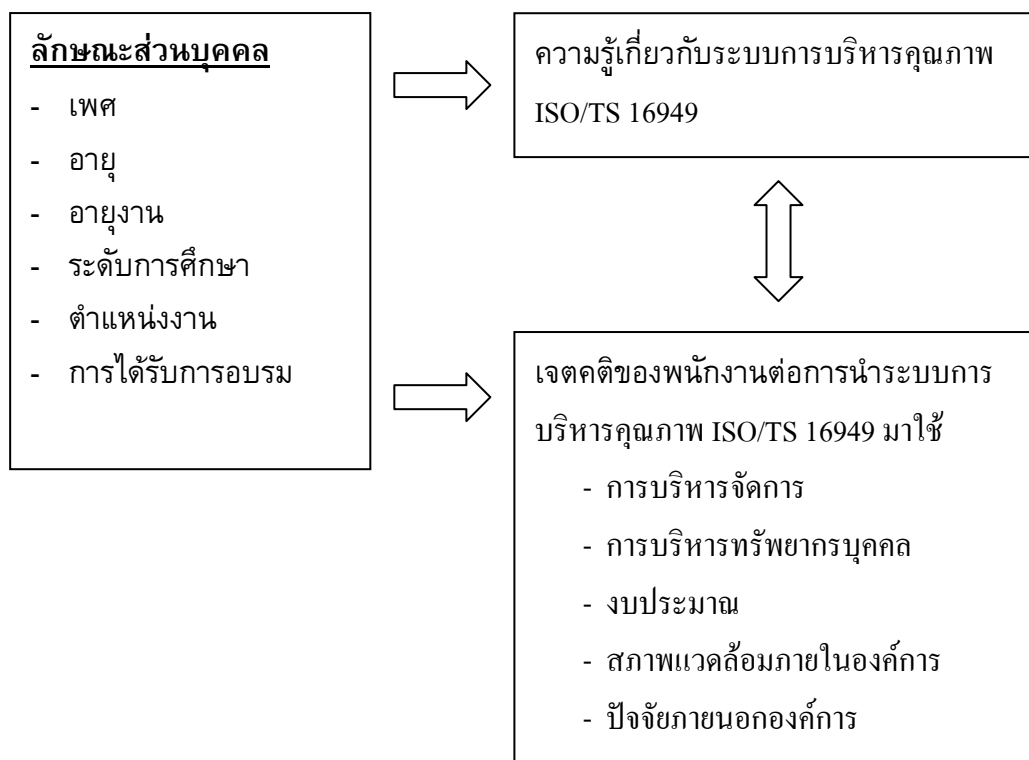 ลักษณะส่วนบุคคล
- เพศ
- อายุ
- อายุงาน
- ระดับการศึกษา
- ตำแหน่งงาน
- การได้รับการอบรม
ความรู้เกี่ยวกับระบบการบริหารคุณภาพ
ISO/TS 16949
เจตคติของพนักงานต่อการนำระบบการ
บริหารคุณภาพ ISO/TS 16949 มาใช้
- การบริหารจัดการ
- การบริหารทรัพยากรบุคคล
- งบประมาณ
- สภาพแวดล้อมภายในองค์การ
- ปัจจัยภายนอกองค์การ